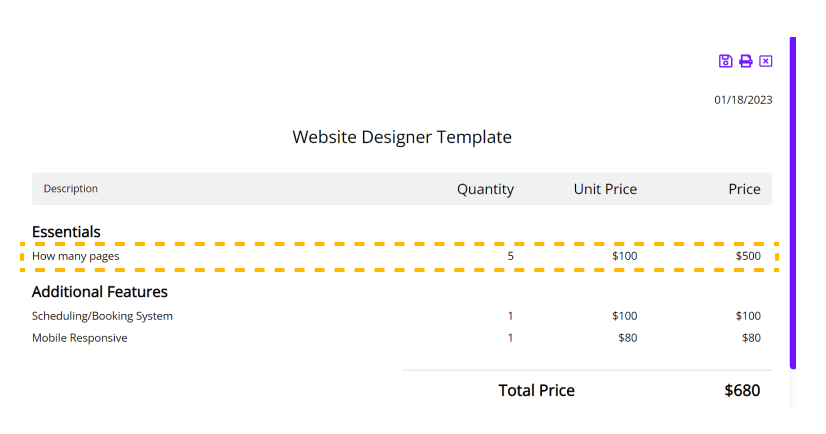 01/18/2023
Website Designer Template
Description Quantity Unit Price Price
Essentials
How many pages 5 $100 $500
Additional Features
Scheduling/Booking System 1 $100 $100
Mobile Responsive 1 $80 $80
Total Price $680